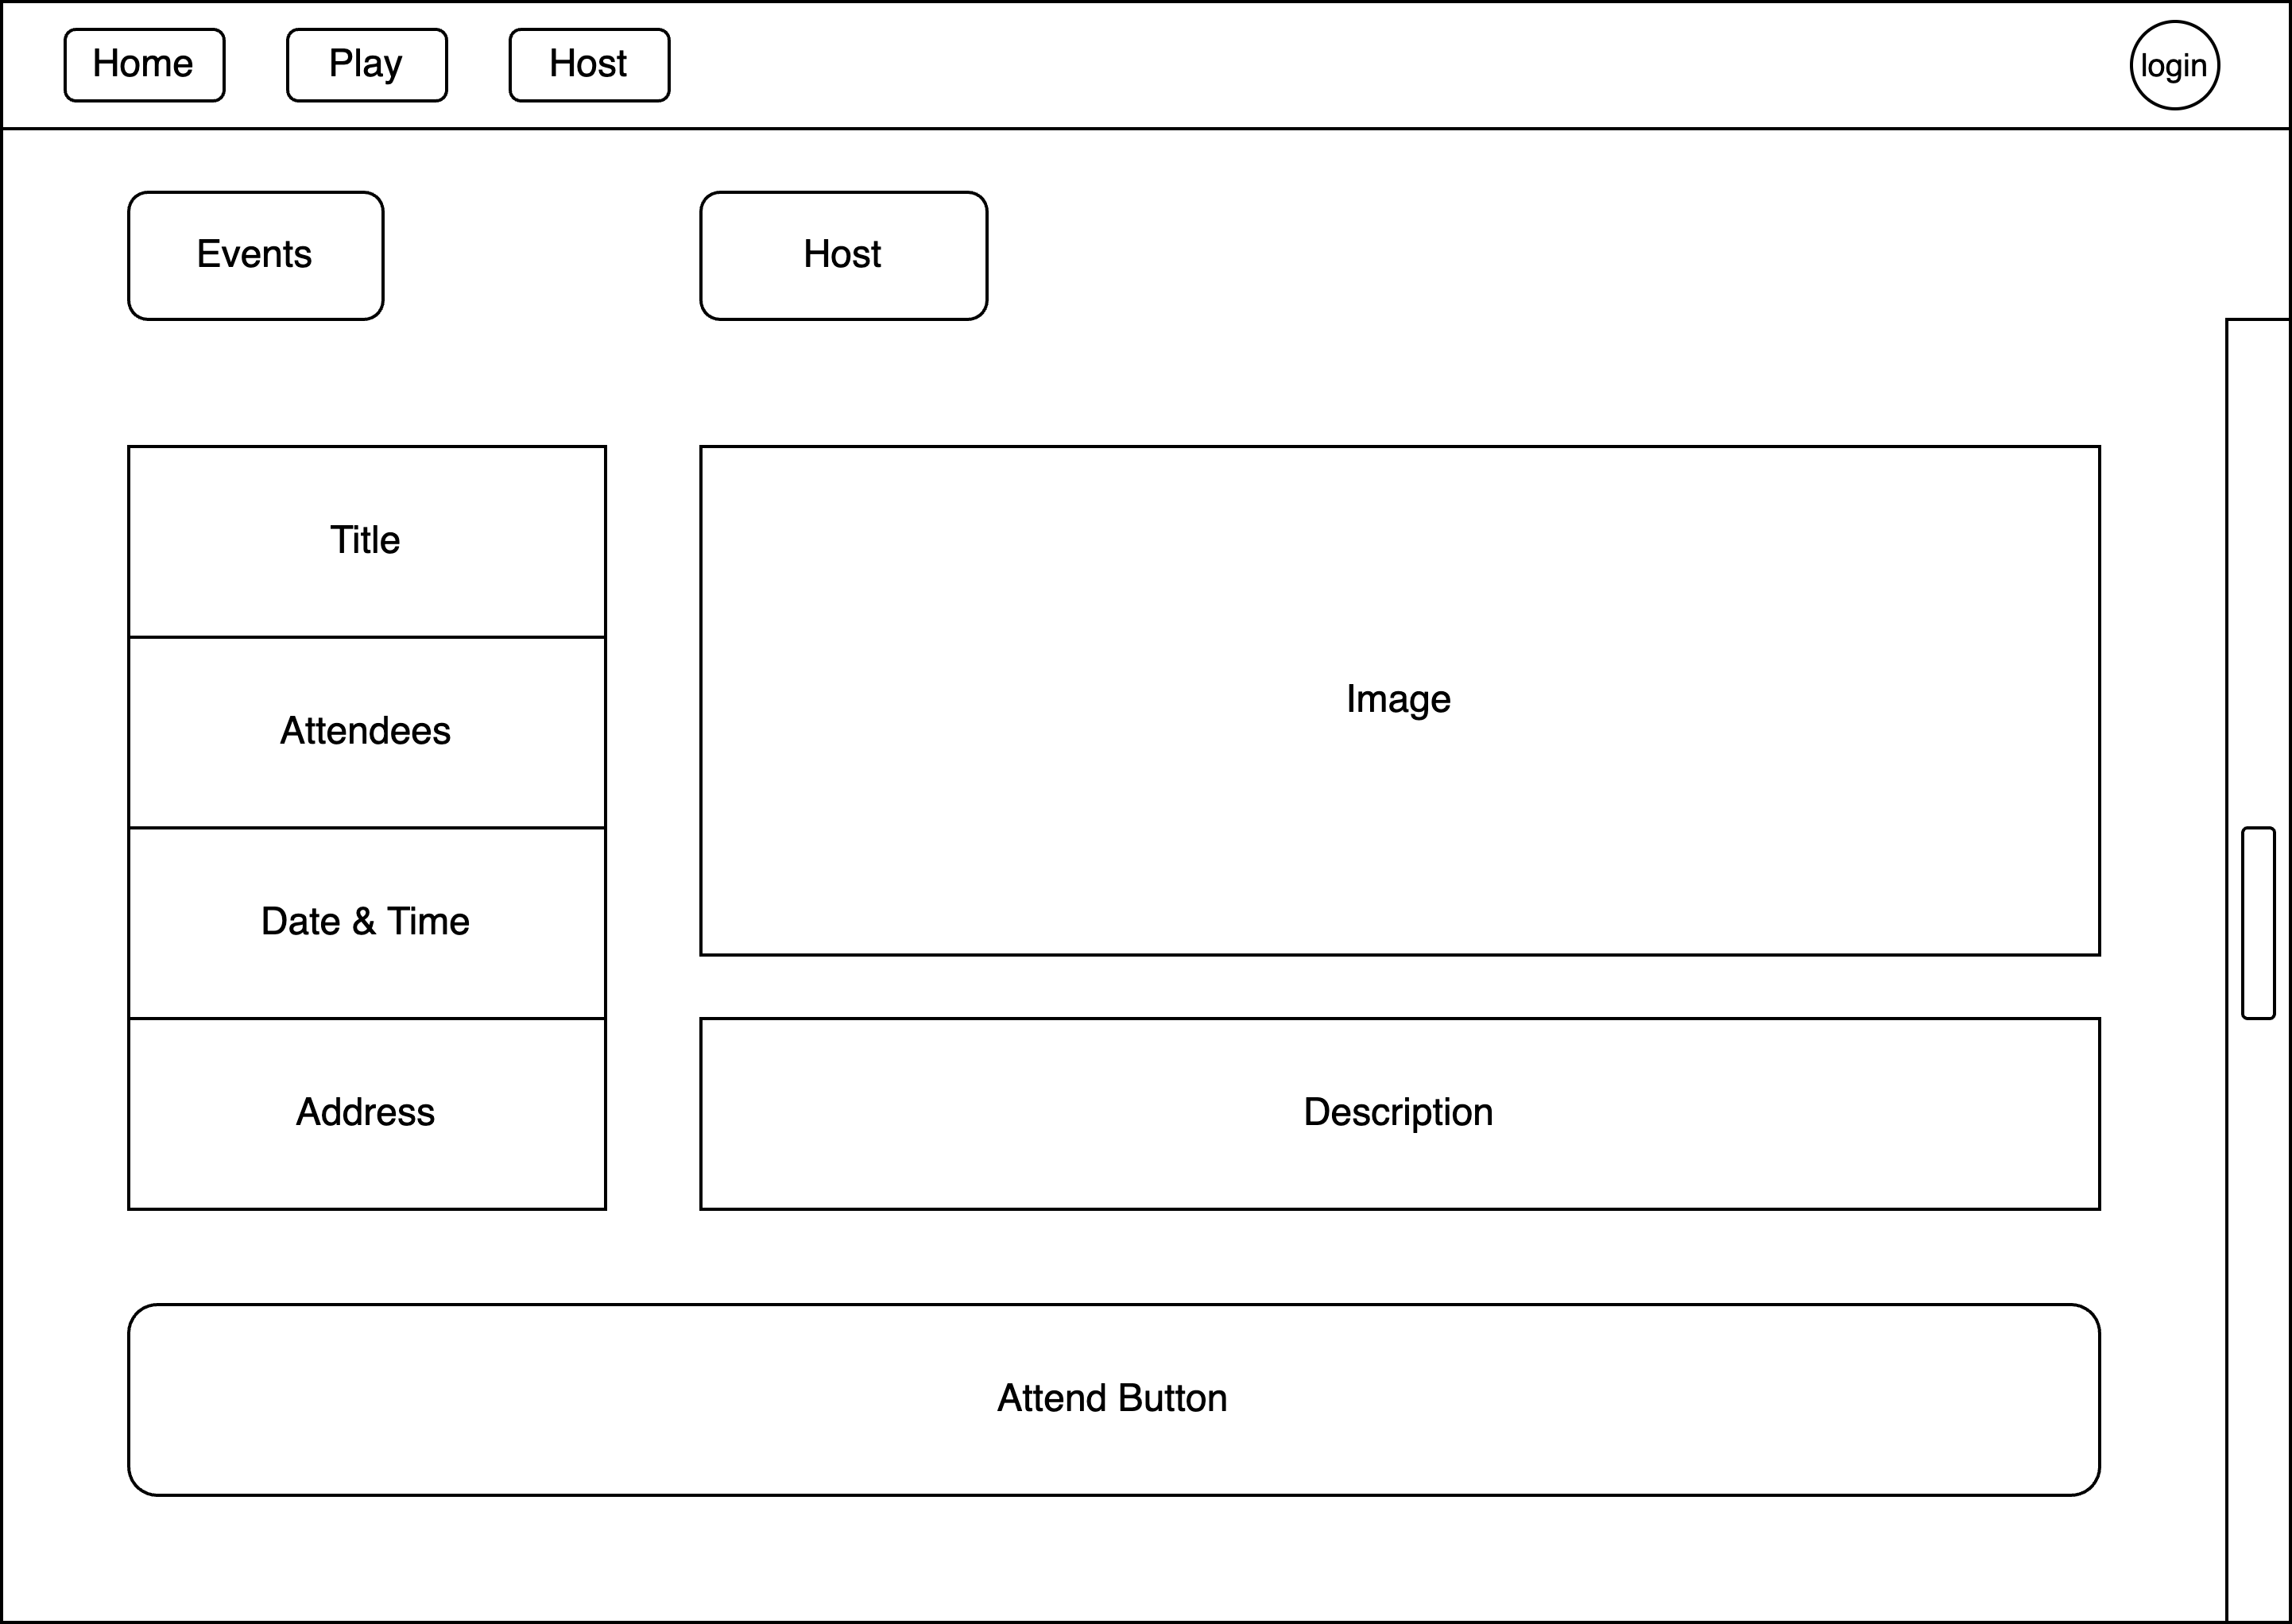 Home
Play
Host
login
Events
Host
Title
Attendees
Date & Time
Address
Image
Description
Attend Button